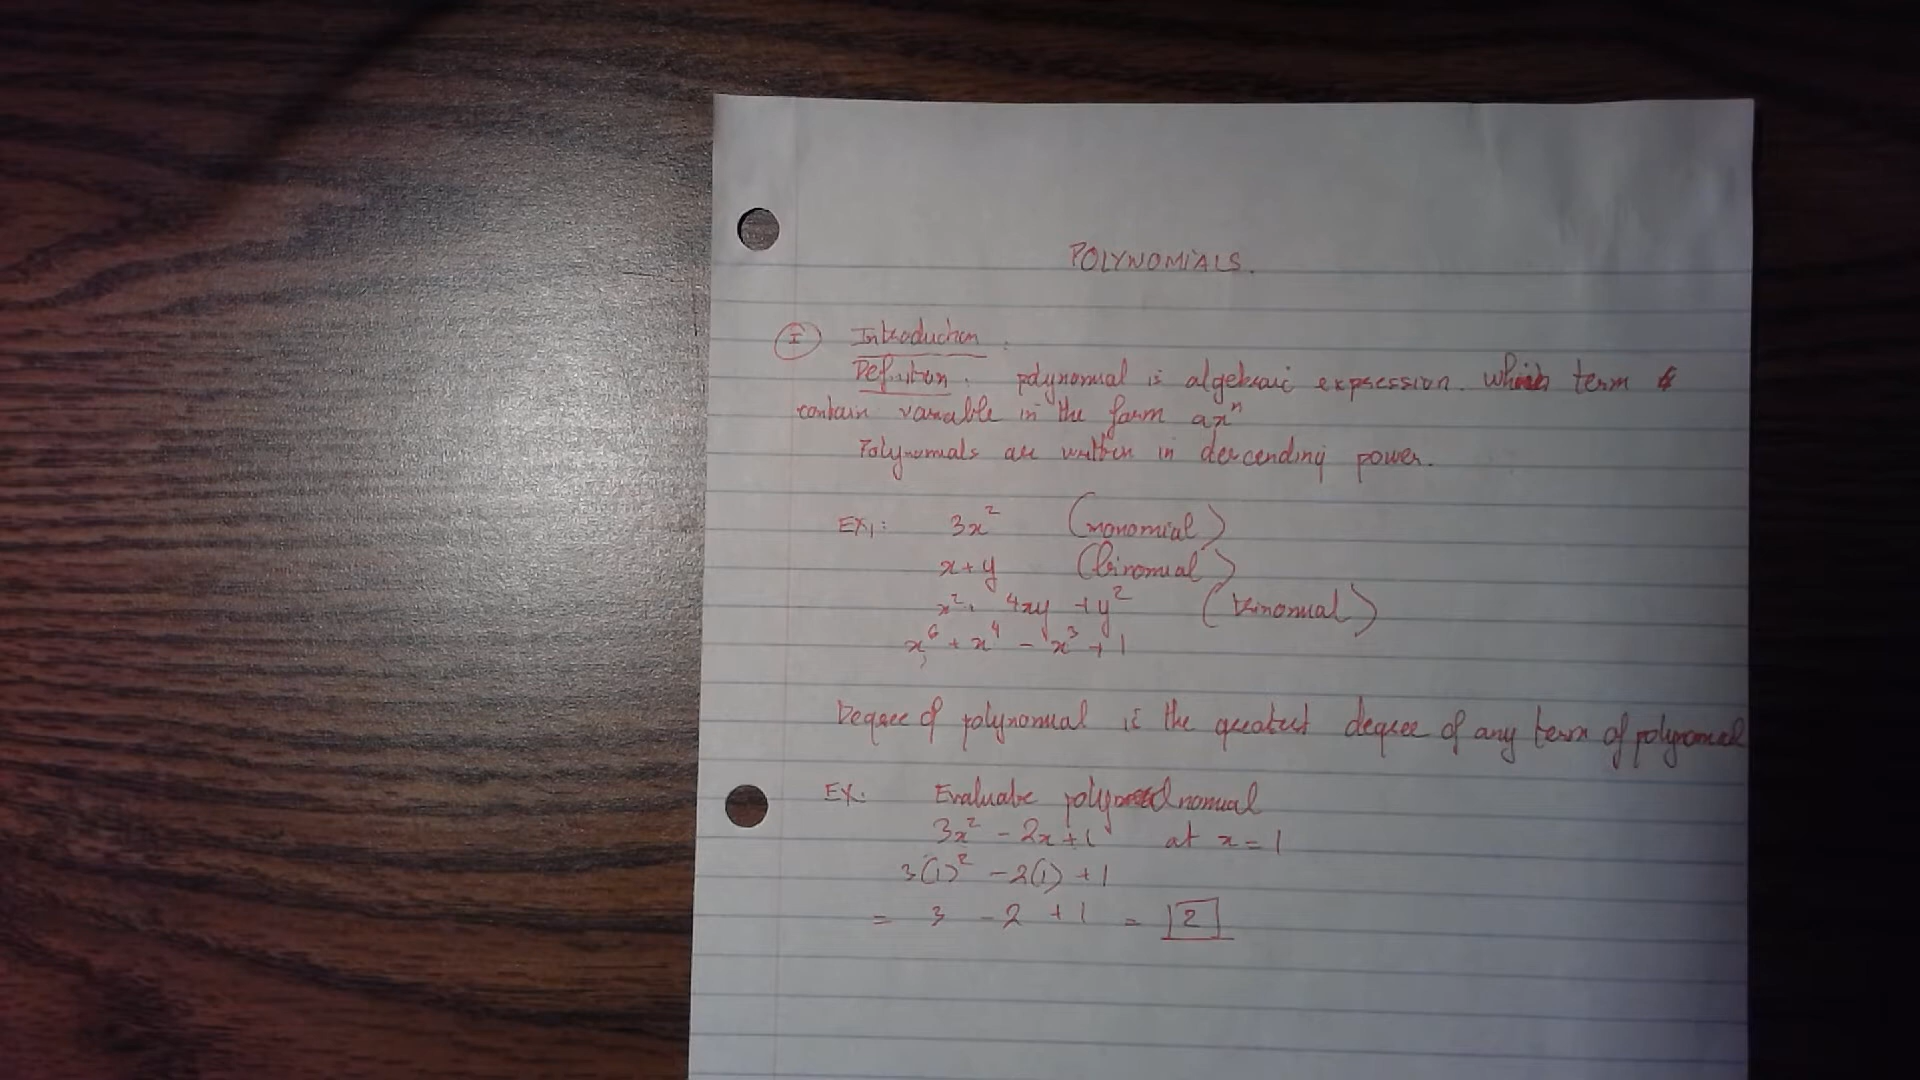 POLYNOMIALS.
I Introduction.
Definition. polynomial is algebraic expression. which term
contain variable in the form axⁿ
Polynomials are written in descending power.
EX1: 3x² (monomial)
x+y (binomial)
x² + 4xy + y² (trinomial)
x⁶ + x⁴ - x³ + 1
Degree of polynomial is the greatest degree of any term of polynomial
EX: Evaluate polynomial
3x² - 2x + 1 at x = 1
3(1)² - 2(1) + 1
= 3 - 2 + 1 = 2